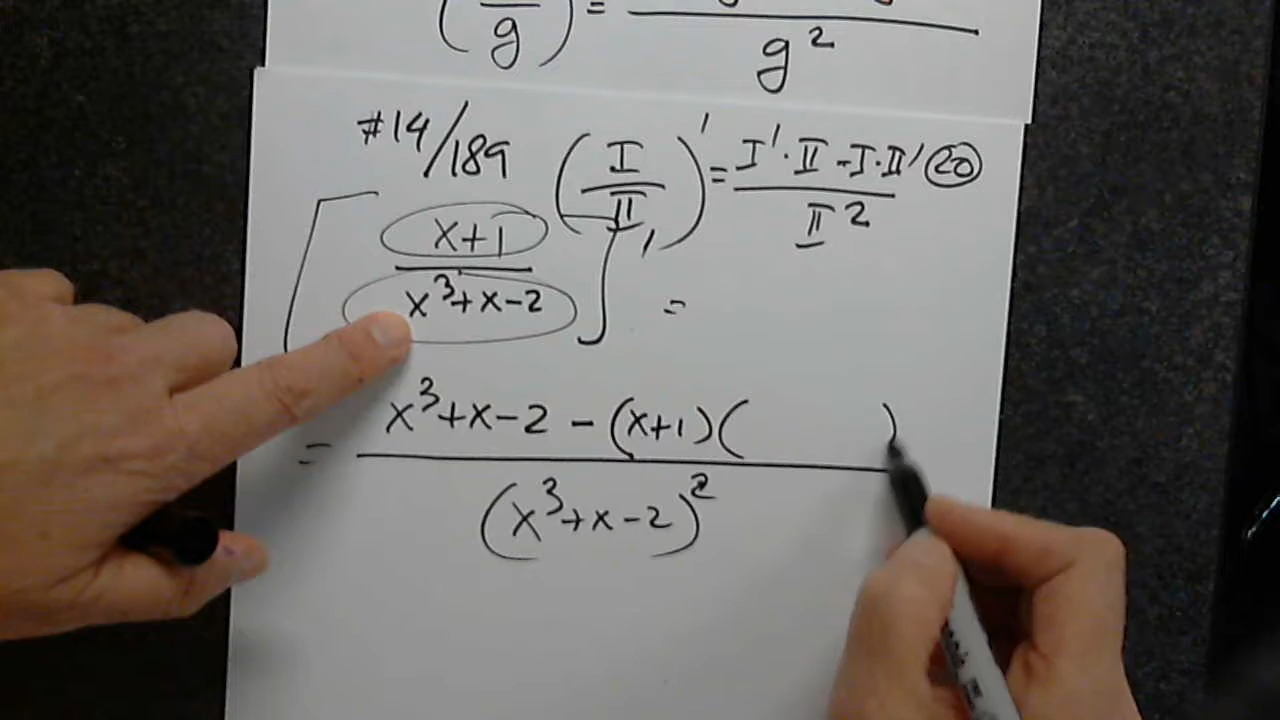 ( — / g ) = — / g²
#14/189 ( I / II )' = I'·II - I·II' / II² 20
[ x+1 / x³+x-2 ]' =
= x³+x-2 - (x+1)( ) / (x³+x-2)²